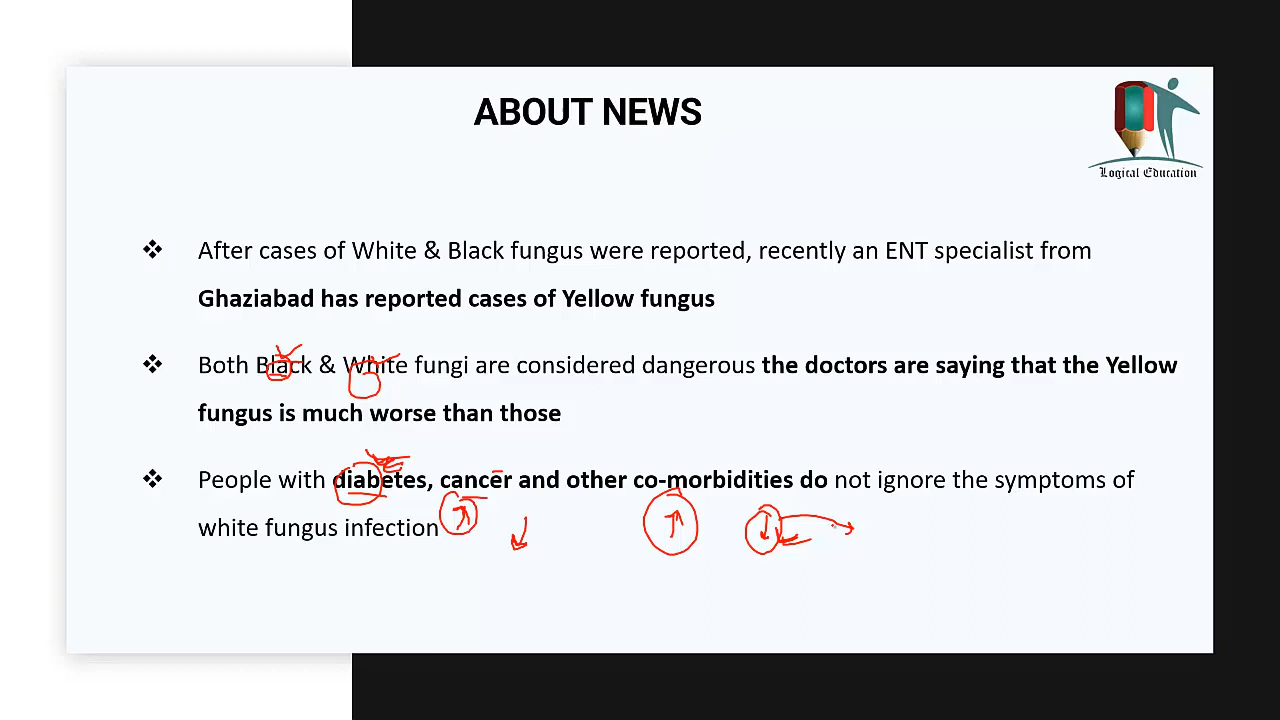 ABOUT NEWS
Logical Education
❖ After cases of White & Black fungus were reported, recently an ENT specialist from
Ghaziabad has reported cases of Yellow fungus
❖ Both Black & White fungi are considered dangerous the doctors are saying that the Yellow
fungus is much worse than those
❖ People with diabetes, cancer and other co-morbidities do not ignore the symptoms of
white fungus infection